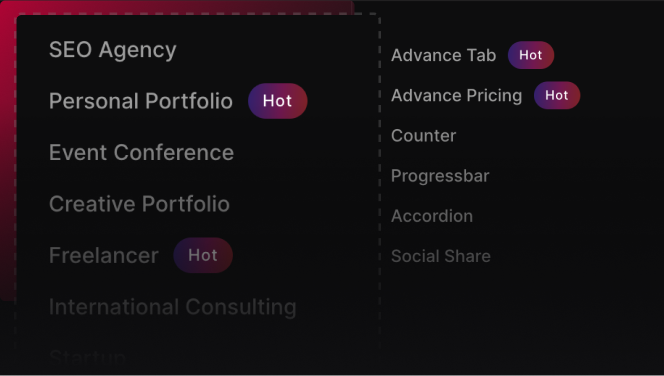 SEO Agency
Personal Portfolio Hot
Event Conference
Creative Portfolio
Freelancer Hot
International Consulting
Startup
Advance Tab Hot
Advance Pricing Hot
Counter
Progressbar
Accordion
Social Share